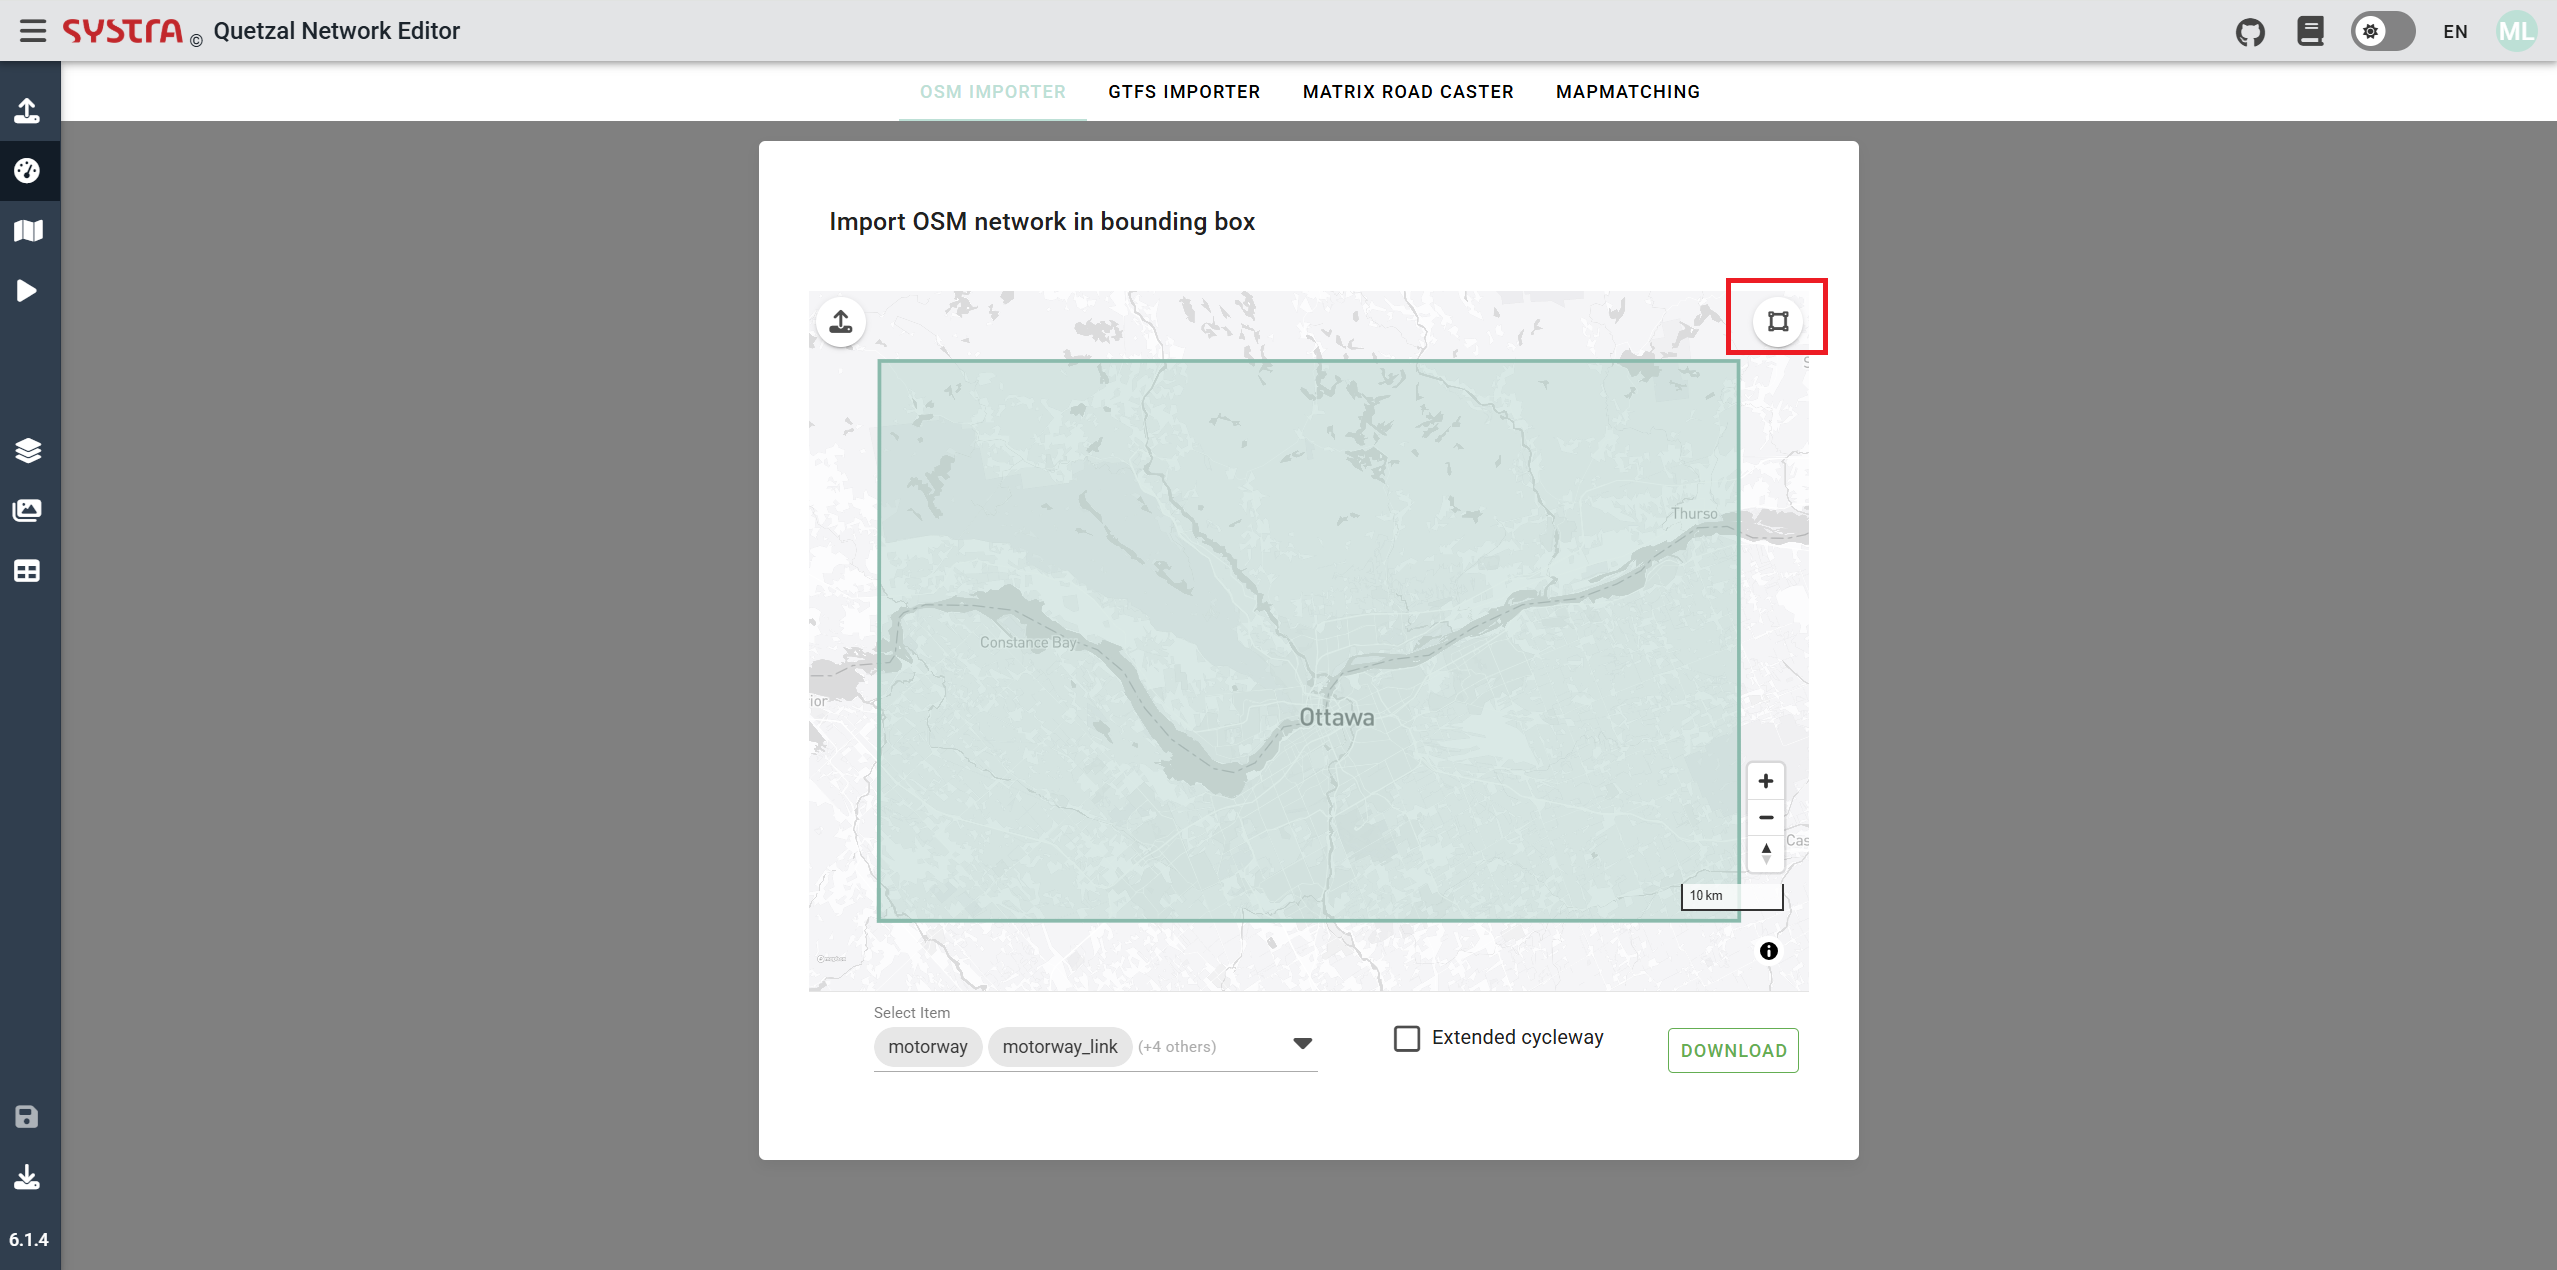 SYSTRA © Quetzal Network Editor
EN
ML
OSM IMPORTER
GTFS IMPORTER
MATRIX ROAD CASTER
MAPMATCHING
Import OSM network in bounding box
Thurso
Constance Bay
ior
Ottawa
Cas
10 km
Select Item
motorway
motorway_link
(+4 others)
Extended cycleway
DOWNLOAD
6.1.4